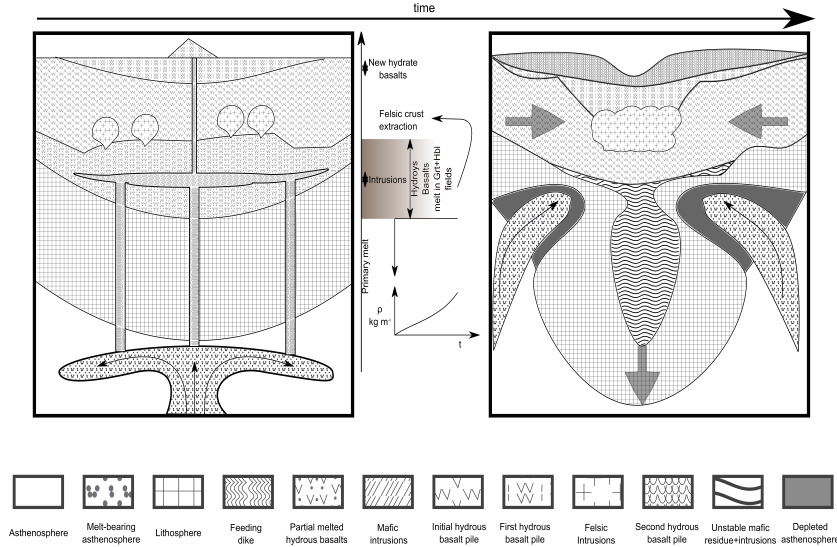 time
New hydrate
basalts
Felsic crust
extraction
Intrusions
Hydroys
Basalts
melt in Grt+Hbl
fields
Primary melt
ρ
kg m³
t
Asthenosphere
Melt-bearing
asthenosphere
Lithosphere
Feeding
dike
Partial melted
hydrous basalts
Mafic
intrusions
Initial hydrous
basalt pile
First hydrous
basalt pile
Felsic
Intrusions
Second hydrous
basalt pile
Unstable mafic
residue+intrusions
Depleted
asthenosphere